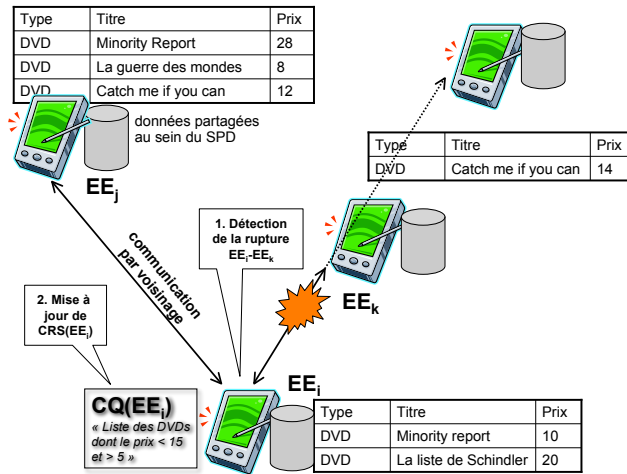 Type Titre Prix
DVD Minority Report 28
DVD La guerre des mondes 8
DVD Catch me if you can 12
données partagées
au sein du SPD
EEj
Type Titre Prix
DVD Catch me if you can 14
1. Détection
de la rupture
EEi-EEk
EEk
communication
par voisinage
2. Mise à
jour de
CRS(EEi)
EEi
CQ(EEi)
« Liste des DVDs
dont le prix < 15
et > 5 »
Type Titre Prix
DVD Minority report 10
DVD La liste de Schindler 20